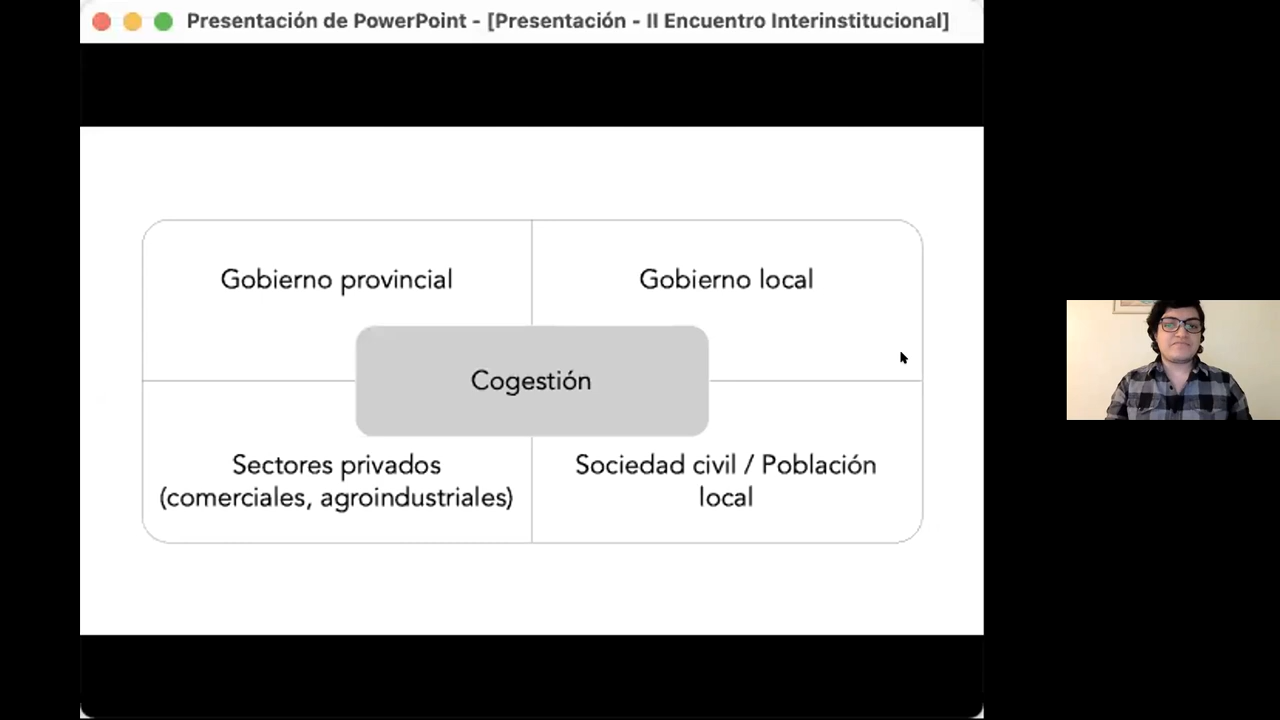 Presentación de PowerPoint - [Presentación - II Encuentro Interinstitucional]
Gobierno provincial
Gobierno local
Cogestión
Sectores privados
(comerciales, agroindustriales)
Sociedad civil / Población
local